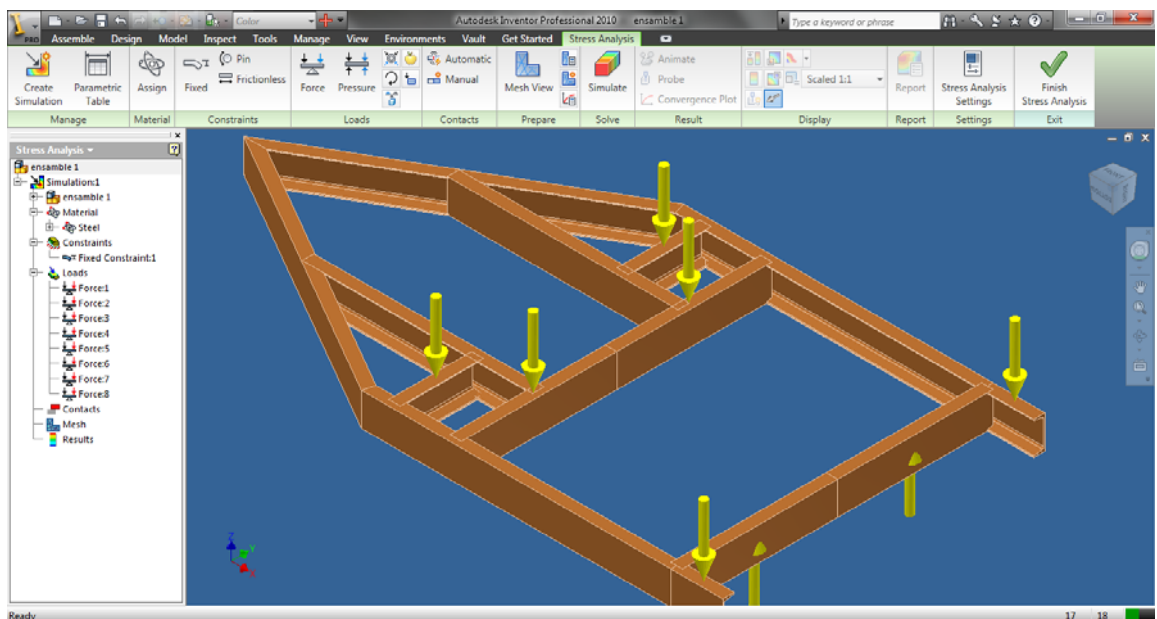 Color
Autodesk Inventor Professional 2010 ensamble 1
Type a keyword or phrase
PRO
Assemble Design Model Inspect Tools Manage View Environments Vault Get Started Stress Analysis
Create Simulation
Parametric Table
Assign
Fixed
Pin
Frictionless
Force
Pressure
Automatic
Manual
Mesh View
Simulate
Animate
Probe
Convergence Plot
Scaled 1:1
Report
Stress Analysis Settings
Finish Stress Analysis
Manage Material Constraints Loads Contacts Prepare Solve Result Display Report Settings Exit
Stress Analysis
ensamble 1
Simulation:1
ensamble 1
Material
Steel
Constraints
Fixed Constraint:1
Loads
Force:1
Force:2
Force:3
Force:4
Force:5
Force:6
Force:7
Force:8
Contacts
Mesh
Results
Z
Y
X
Ready
17 18